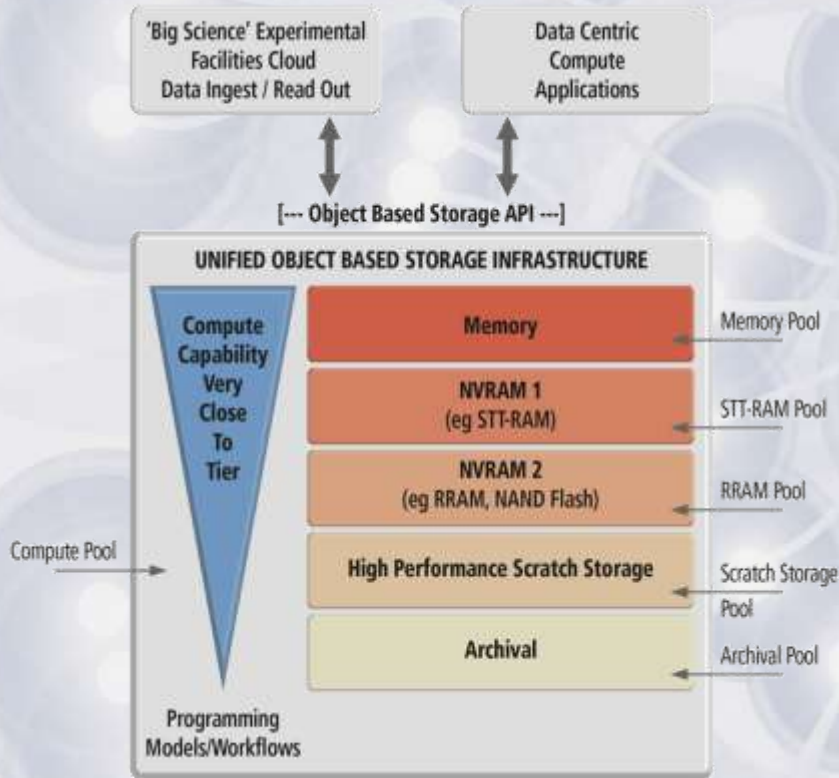 'Big Science' Experimental
Facilities Cloud
Data Ingest / Read Out
Data Centric
Compute
Applications
[--- Object Based Storage API ---]
UNIFIED OBJECT BASED STORAGE INFRASTRUCTURE
Compute
Capability
Very
Close
To
Tier
Memory
Memory Pool
NVRAM 1
(eg STT-RAM)
STT-RAM Pool
NVRAM 2
(eg RRAM, NAND Flash)
RRAM Pool
Compute Pool
High Performance Scratch Storage
Scratch Storage
Pool
Archival
Archival Pool
Programming
Models/Workflows